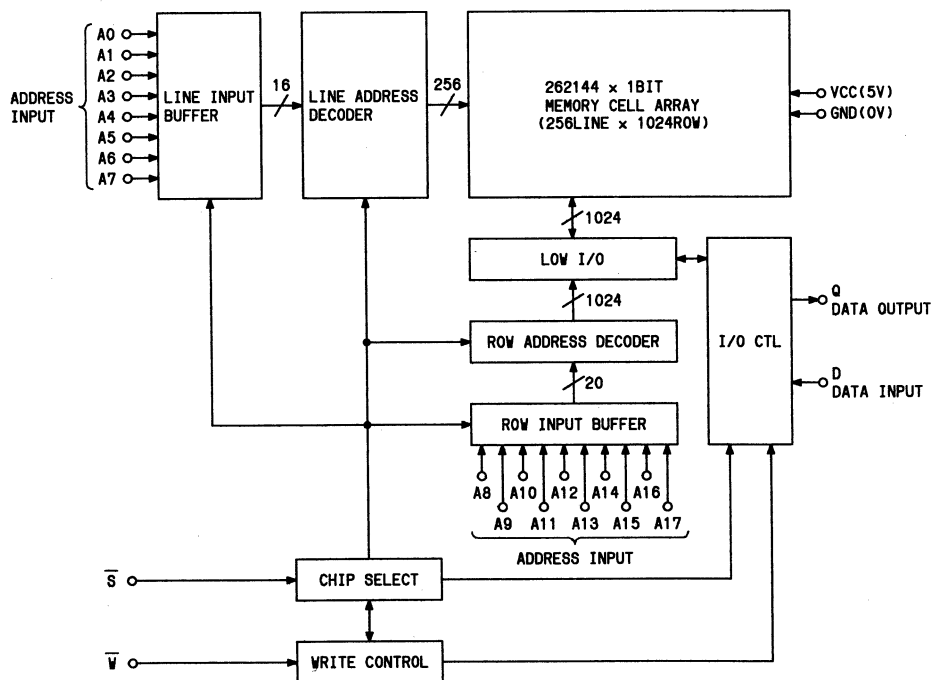 A0
A1
A2
A3
A4
A5
A6
A7
ADDRESS
INPUT
LINE INPUT
BUFFER
16
LINE ADDRESS
DECODER
256
262144 × 1BIT
MEMORY CELL ARRAY
(256LINE × 1024ROW)
VCC(5V)
GND(0V)
1024
LOW I/O
1024
ROW ADDRESS DECODER
20
ROW INPUT BUFFER
I/O CTL
Q
DATA OUTPUT
D
DATA INPUT
A8 A10 A12 A14 A16
A9 A11 A13 A15 A17
ADDRESS INPUT
S̅
CHIP SELECT
W̅
WRITE CONTROL